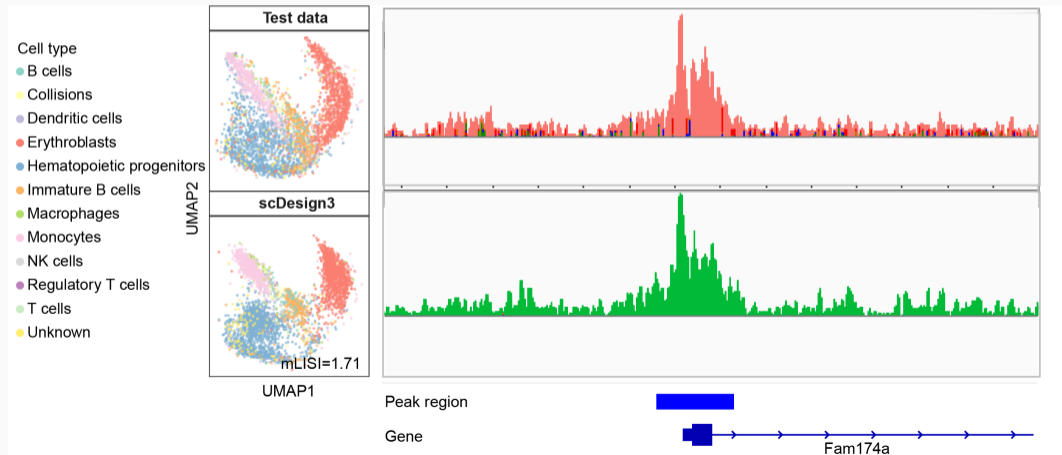 Cell type
B cells
Collisions
Dendritic cells
Erythroblasts
Hematopoietic progenitors
Immature B cells
Macrophages
Monocytes
NK cells
Regulatory T cells
T cells
Unknown
UMAP2
Test data
scDesign3
mLISI=1.71
UMAP1
Peak region
Gene
Fam174a